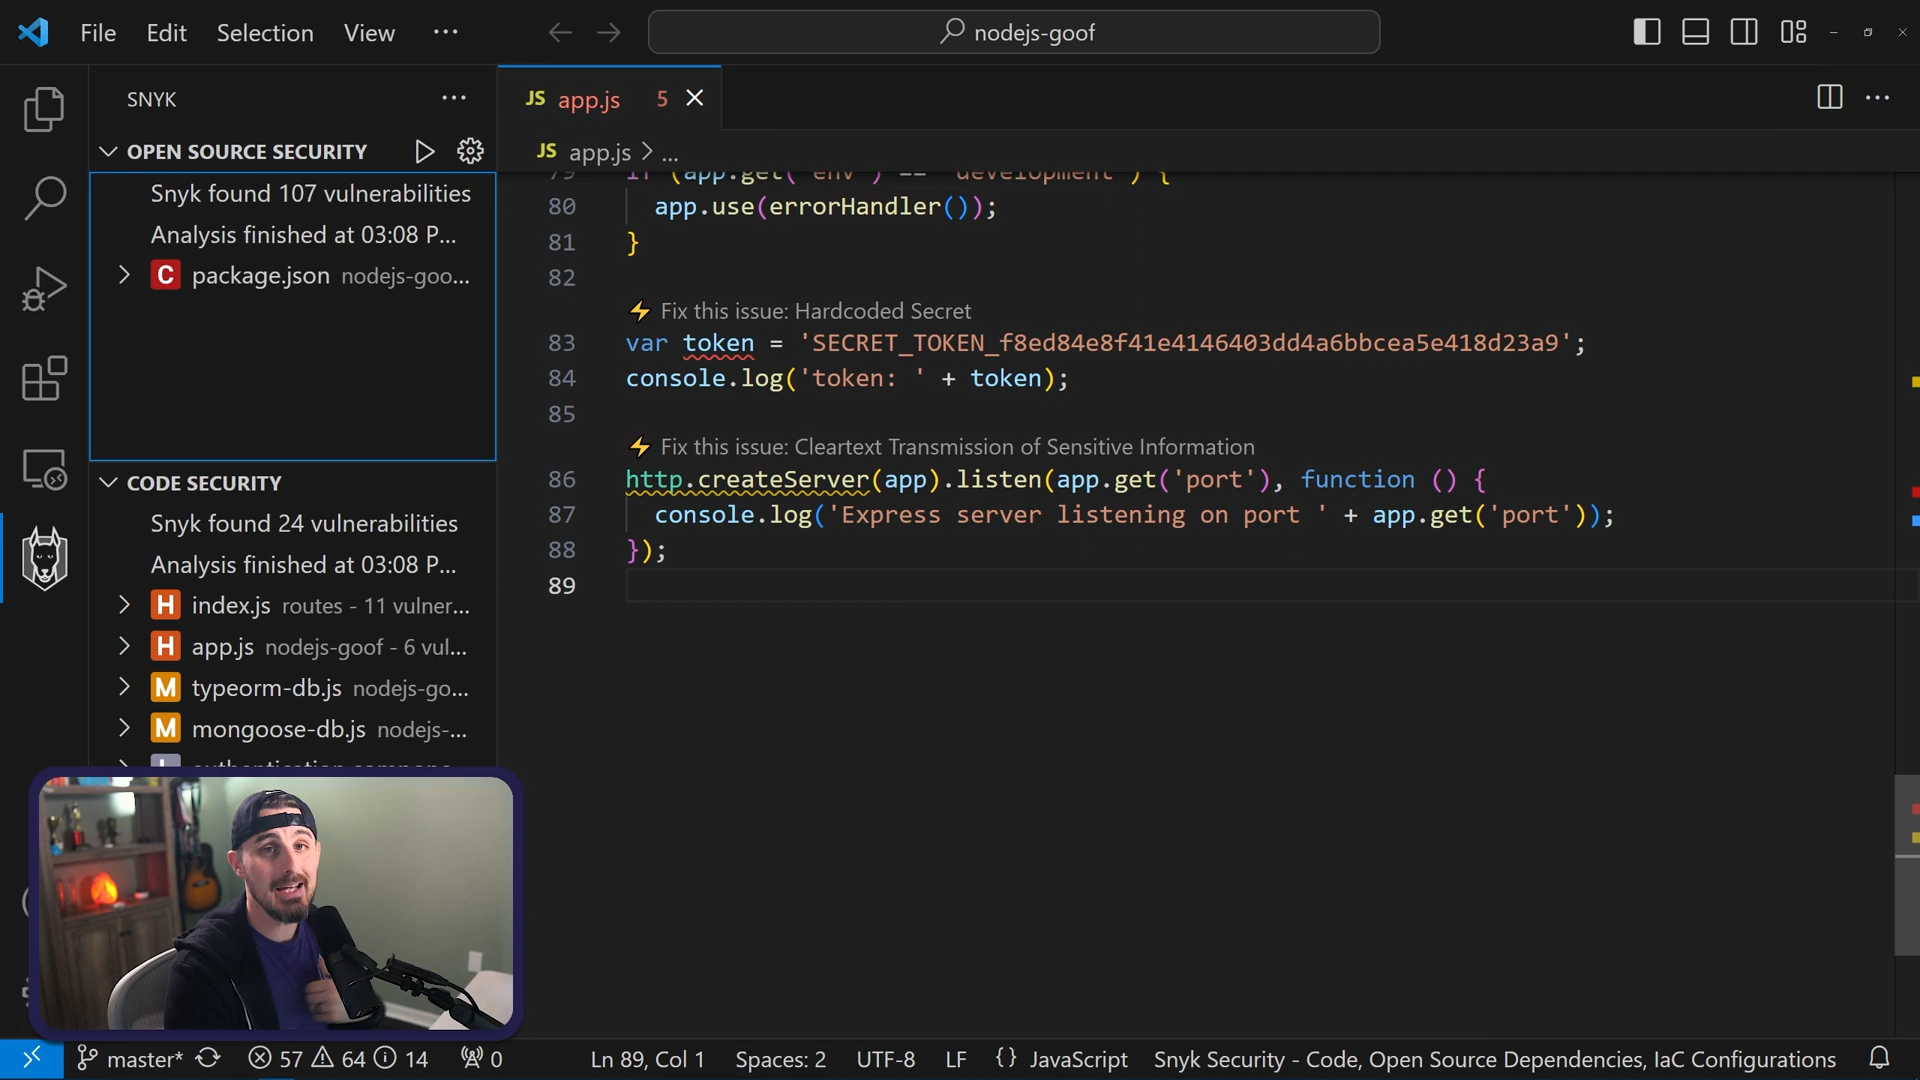 File Edit Selection View ···
nodejs-goof
SNYK ···
OPEN SOURCE SECURITY
Snyk found 107 vulnerabilities
Analysis finished at 03:08 P...
C package.json nodejs-goo...
CODE SECURITY
Snyk found 24 vulnerabilities
Analysis finished at 03:08 P...
H index.js routes - 11 vulner...
H app.js nodejs-goof - 6 vul...
M typeorm-db.js nodejs-go...
M mongoose-db.js nodejs-...
JS app.js 5
JS app.js > ...
79 if (app.get('env') == 'development') {
80 app.use(errorHandler());
81 }
82
⚡ Fix this issue: Hardcoded Secret
83 var token = 'SECRET_TOKEN_f8ed84e8f41e4146403dd4a6bbcea5e418d23a9';
84 console.log('token: ' + token);
85
⚡ Fix this issue: Cleartext Transmission of Sensitive Information
86 http.createServer(app).listen(app.get('port'), function () {
87 console.log('Express server listening on port ' + app.get('port'));
88 });
89
master* 57 64 14 0 Ln 89, Col 1 Spaces: 2 UTF-8 LF {} JavaScript Snyk Security - Code, Open Source Dependencies, IaC Configurations